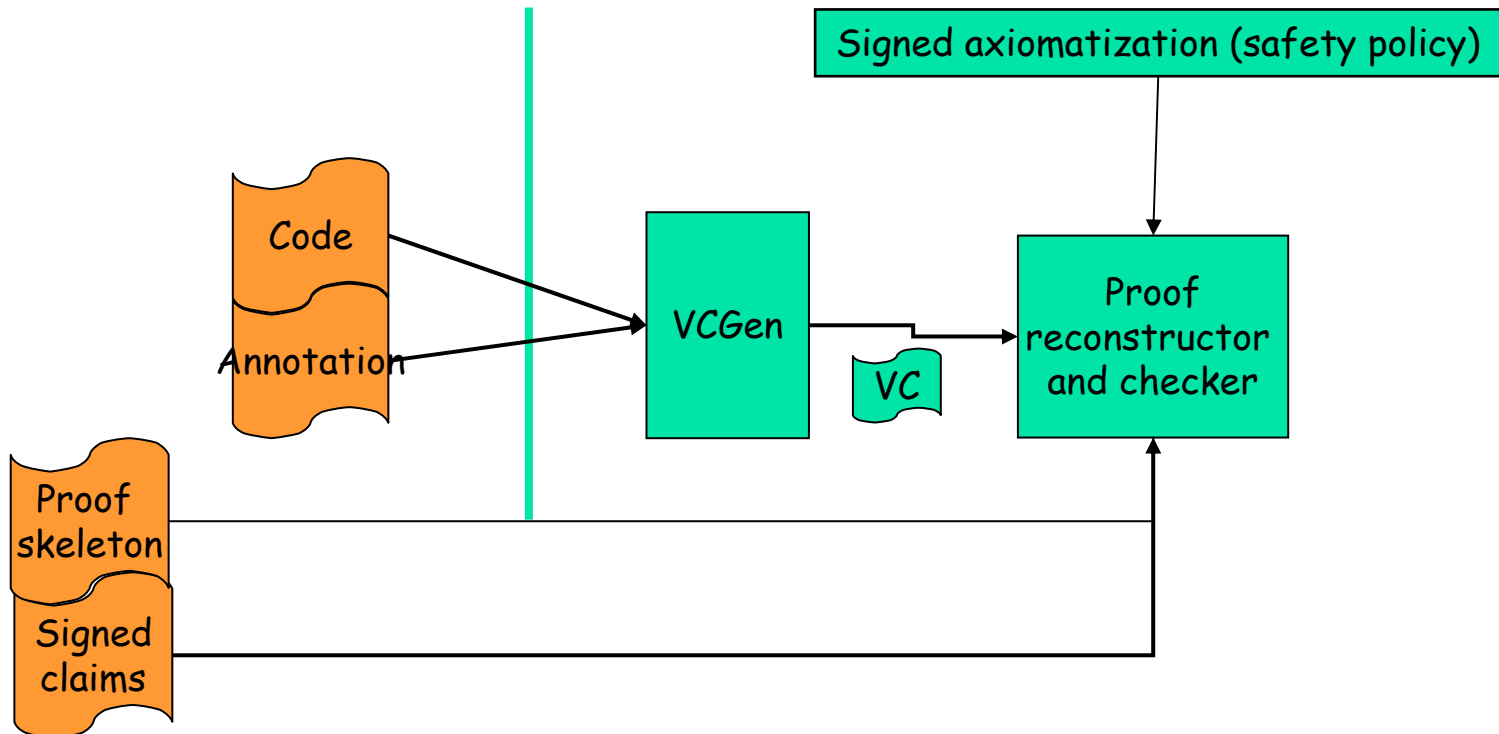 Signed axiomatization (safety policy)
Code
Annotation
VCGen
VC
Proof
reconstructor
and checker
Proof
skeleton
Signed
claims